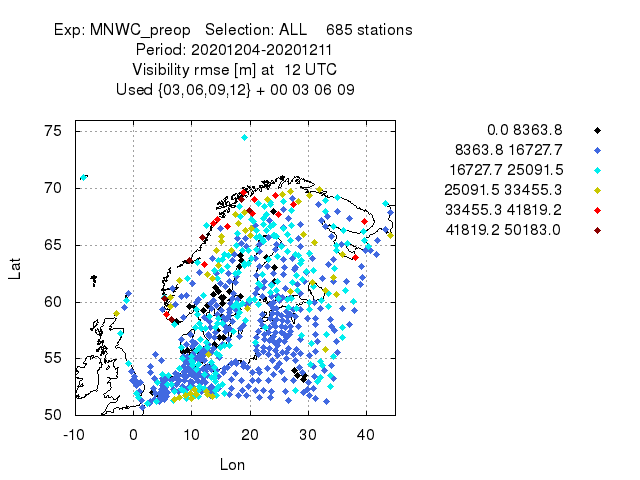 Exp: MNWC_preop   Selection: ALL    685 stations
Period: 20201204-20201211
Visibility rmse [m] at  12 UTC
Used {03,06,09,12} + 00 03 06 09
0.0 8363.8
8363.8 16727.7
16727.7 25091.5
25091.5 33455.3
33455.3 41819.2
41819.2 50183.0
75
70
65
60
55
50
Lat
-10 0 10 20 30 40
Lon